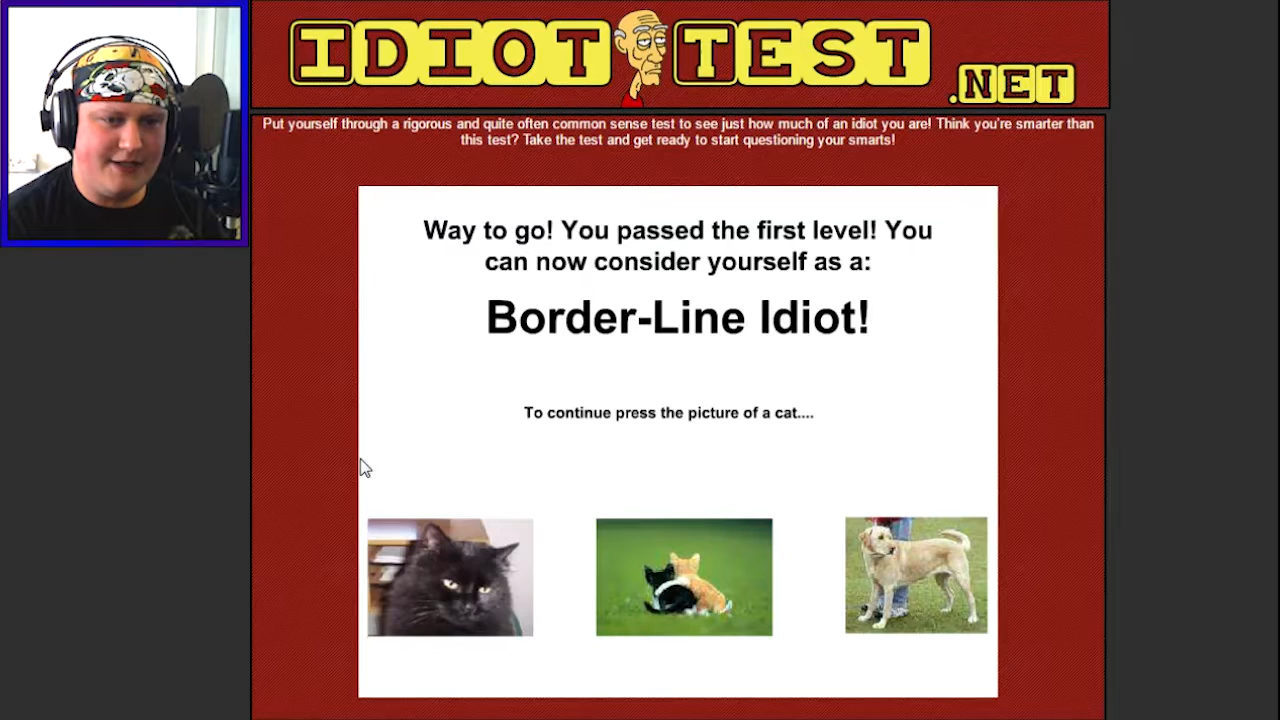 IDIOT TEST
.NET
Put yourself through a rigorous and quite often common sense test to see just how much of an idiot you are! Think you're smarter than
this test? Take the test and get ready to start questioning your smarts!
Way to go! You passed the first level! You
can now consider yourself as a:
Border-Line Idiot!
To continue press the picture of a cat....